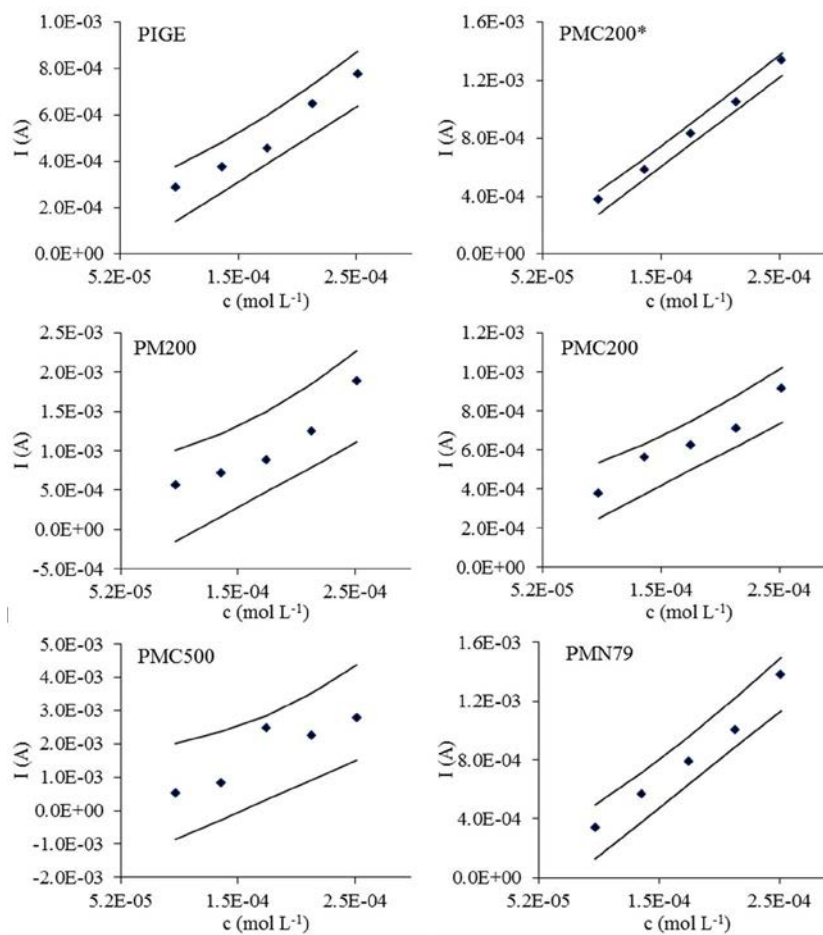 PIGE
1.0E-03
8.0E-04
6.0E-04
4.0E-04
2.0E-04
0.0E+00
I (A)
5.2E-05 1.5E-04 2.5E-04
c (mol L⁻¹)
PMC200*
1.6E-03
1.2E-03
8.0E-04
4.0E-04
0.0E+00
I (A)
5.2E-05 1.5E-04 2.5E-04
c (mol L⁻¹)
PM200
2.5E-03
2.0E-03
1.5E-03
1.0E-03
5.0E-04
0.0E+00
-5.0E-04
I (A)
5.2E-05 1.5E-04 2.5E-04
c (mol L⁻¹)
PMC200
1.2E-03
1.0E-03
8.0E-04
6.0E-04
4.0E-04
2.0E-04
0.0E+00
I (A)
5.2E-05 1.5E-04 2.5E-04
c (mol L⁻¹)
PMC500
5.0E-03
4.0E-03
3.0E-03
2.0E-03
1.0E-03
0.0E+00
-1.0E-03
-2.0E-03
I (A)
5.2E-05 1.5E-04 2.5E-04
c (mol L⁻¹)
PMN79
1.6E-03
1.2E-03
8.0E-04
4.0E-04
0.0E+00
I (A)
5.2E-05 1.5E-04 2.5E-04
c (mol L⁻¹)